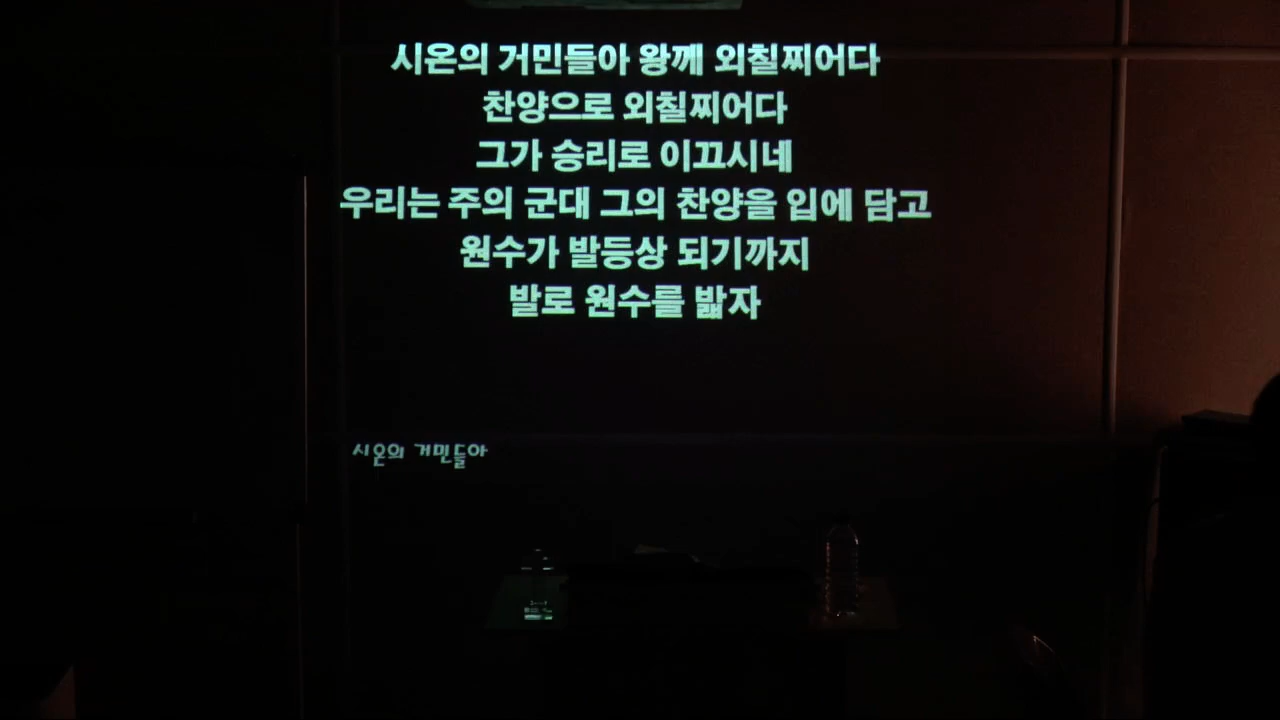 시온의 거민들아 왕께 외칠찌어다
찬양으로 외칠찌어다
그가 승리로 이끄시네
우리는 주의 군대 그의 찬양을 입에 담고
원수가 발등상 되기까지
발로 원수를 밟자
시온의 거민들아